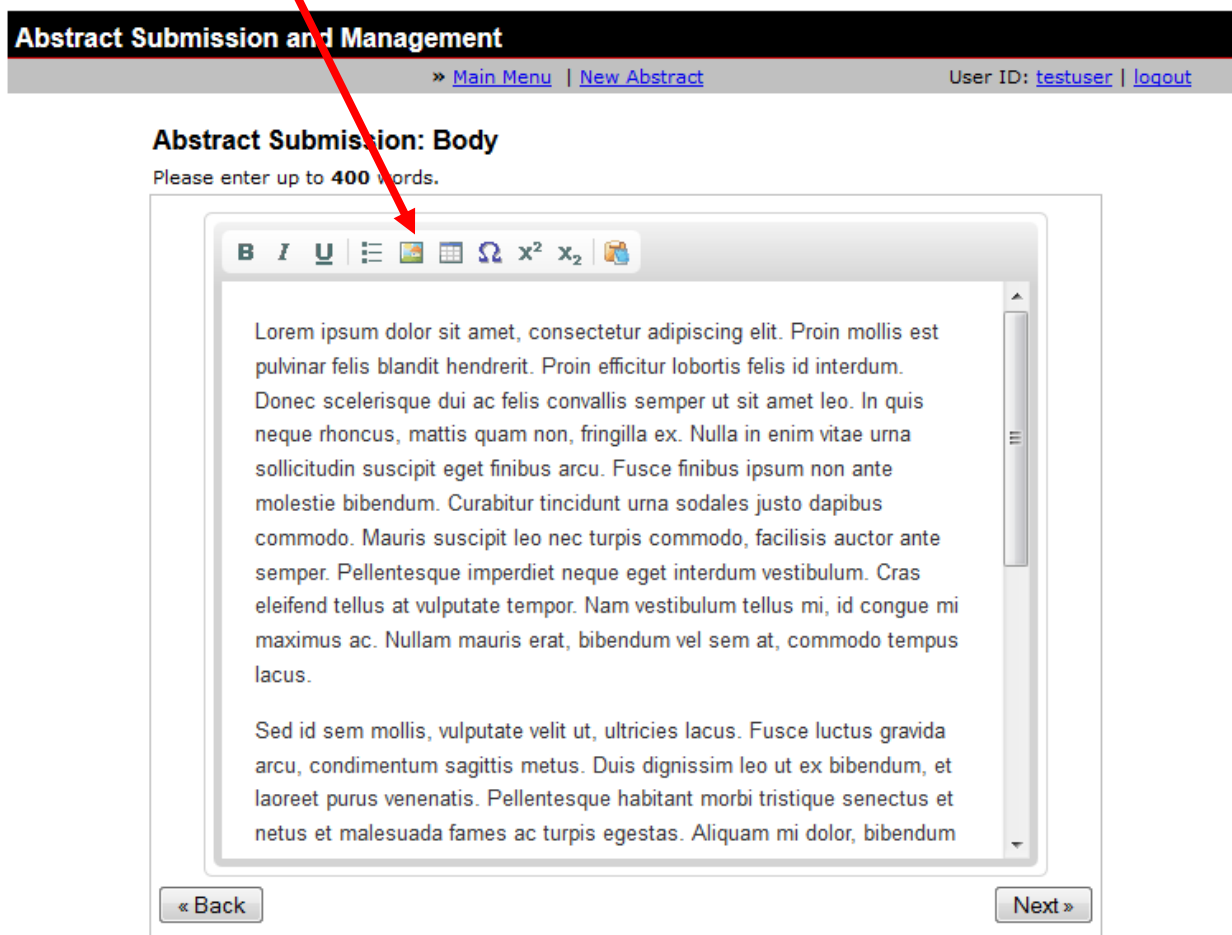 Abstract Submission and Management
» Main Menu | New Abstract User ID: testuser | logout
Abstract Submission: Body
Please enter up to 400 words.
B I U Ω x² x₂
Lorem ipsum dolor sit amet, consectetur adipiscing elit. Proin mollis est
pulvinar felis blandit hendrerit. Proin efficitur lobortis felis id interdum.
Donec scelerisque dui ac felis convallis semper ut sit amet leo. In quis
neque rhoncus, mattis quam non, fringilla ex. Nulla in enim vitae urna
sollicitudin suscipit eget finibus arcu. Fusce finibus ipsum non ante
molestie bibendum. Curabitur tincidunt urna sodales justo dapibus
commodo. Mauris suscipit leo nec turpis commodo, facilisis auctor ante
semper. Pellentesque imperdiet neque eget interdum vestibulum. Cras
eleifend tellus at vulputate tempor. Nam vestibulum tellus mi, id congue mi
maximus ac. Nullam mauris erat, bibendum vel sem at, commodo tempus
lacus.
Sed id sem mollis, vulputate velit ut, ultricies lacus. Fusce luctus gravida
arcu, condimentum sagittis metus. Duis dignissim leo ut ex bibendum, et
laoreet purus venenatis. Pellentesque habitant morbi tristique senectus et
netus et malesuada fames ac turpis egestas. Aliquam mi dolor, bibendum
« Back Next »